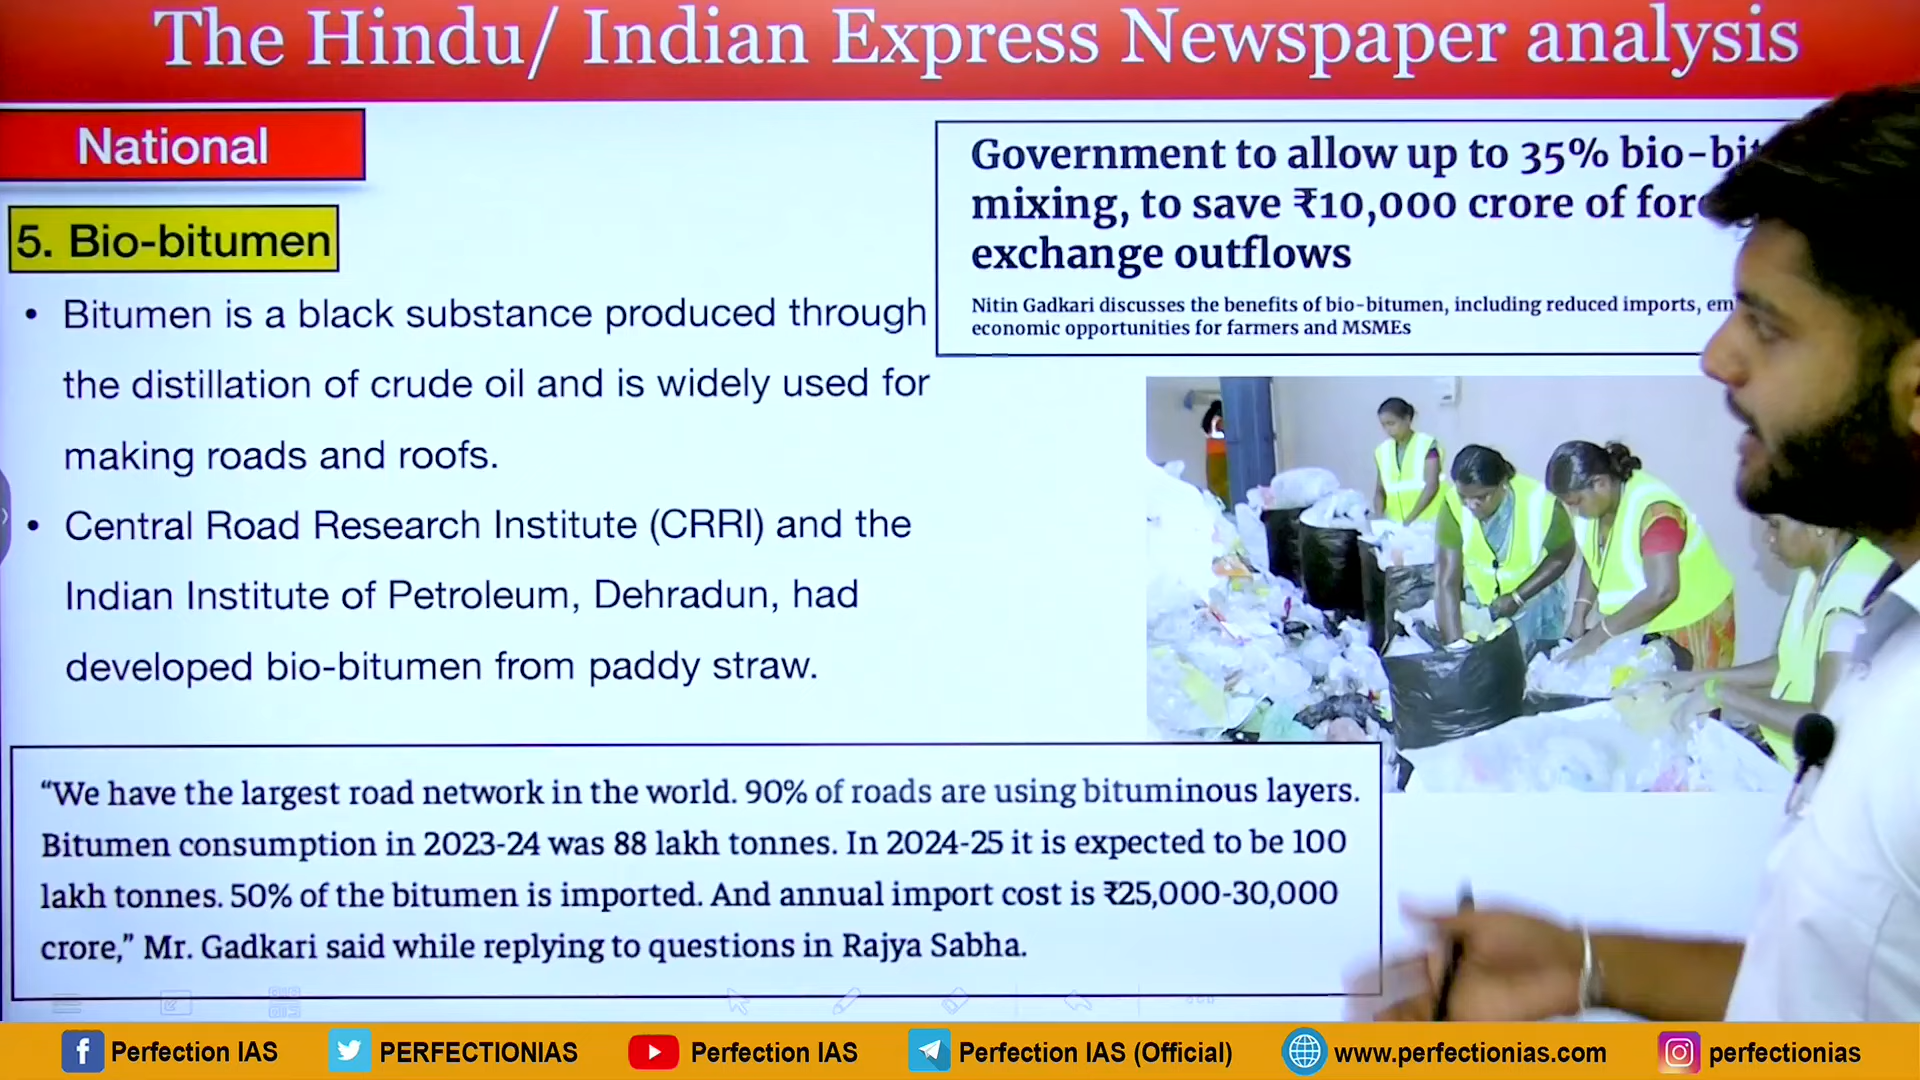 The Hindu/ Indian Express Newspaper analysis
National
5. Bio-bitumen
• Bitumen is a black substance produced through
the distillation of crude oil and is widely used for
making roads and roofs.
• Central Road Research Institute (CRRI) and the
Indian Institute of Petroleum, Dehradun, had
developed bio-bitumen from paddy straw.
Government to allow up to 35%
mixing, to save ₹10,000 crore of
exchange outflows
Nitin Gadkari discusses the benefits of bio-bitumen, including reduced imports,
economic opportunities for farmers and MSMEs
“We have the largest road network in the world. 90% of roads are using bituminous layers.
Bitumen consumption in 2023-24 was 88 lakh tonnes. In 2024-25 it is expected to be 100
lakh tonnes. 50% of the bitumen is imported. And annual import cost is ₹25,000-30,000
crore,” Mr. Gadkari said while replying to questions in Rajya Sabha.
Perfection IAS PERFECTIONIAS Perfection IAS Perfection IAS (Official) www.perfectionias.com perfectionias